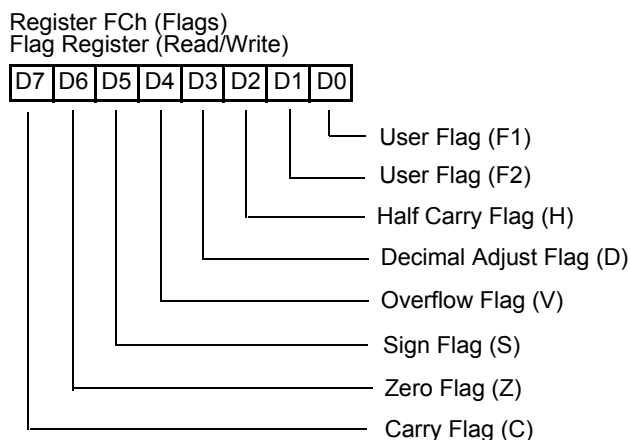 Register FCh (Flags)
Flag Register (Read/Write)
D7 D6 D5 D4 D3 D2 D1 D0
User Flag (F1)
User Flag (F2)
Half Carry Flag (H)
Decimal Adjust Flag (D)
Overflow Flag (V)
Sign Flag (S)
Zero Flag (Z)
Carry Flag (C)